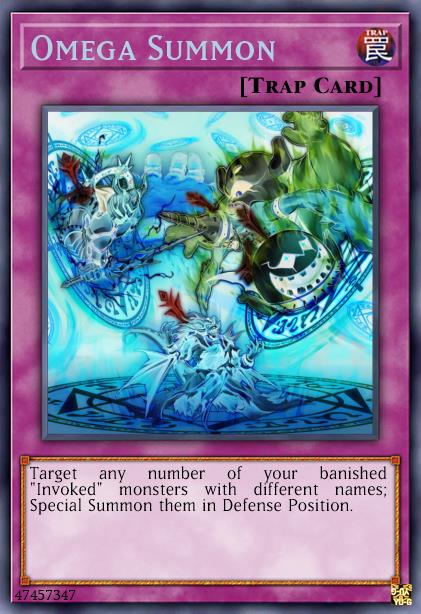 OMEGA SUMMON
TRAP
罠
[TRAP CARD]
Target any number of your banished
"Invoked" monsters with different names;
Special Summon them in Defense Position.
47457347